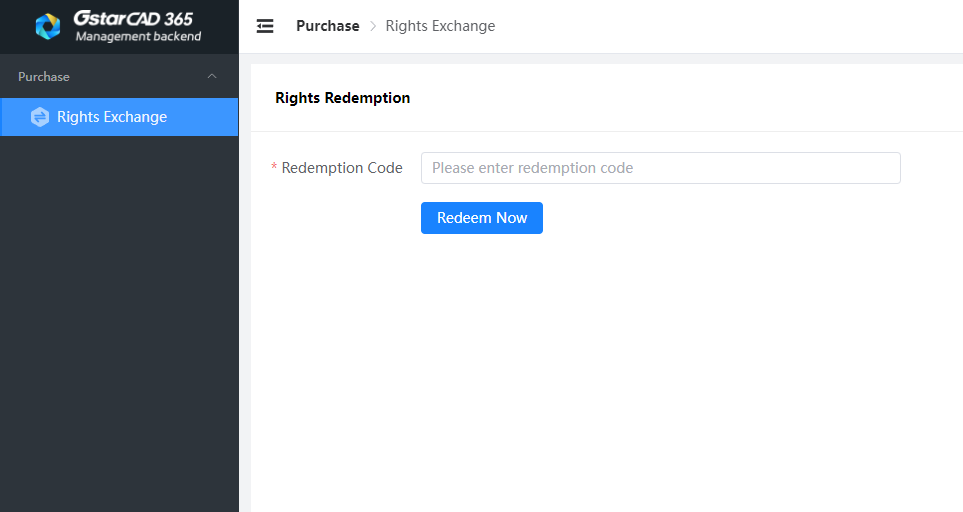 GstarCAD 365
Management backend
Purchase > Rights Exchange
Purchase
Rights Exchange
Rights Redemption
* Redemption Code
Please enter redemption code
Redeem Now